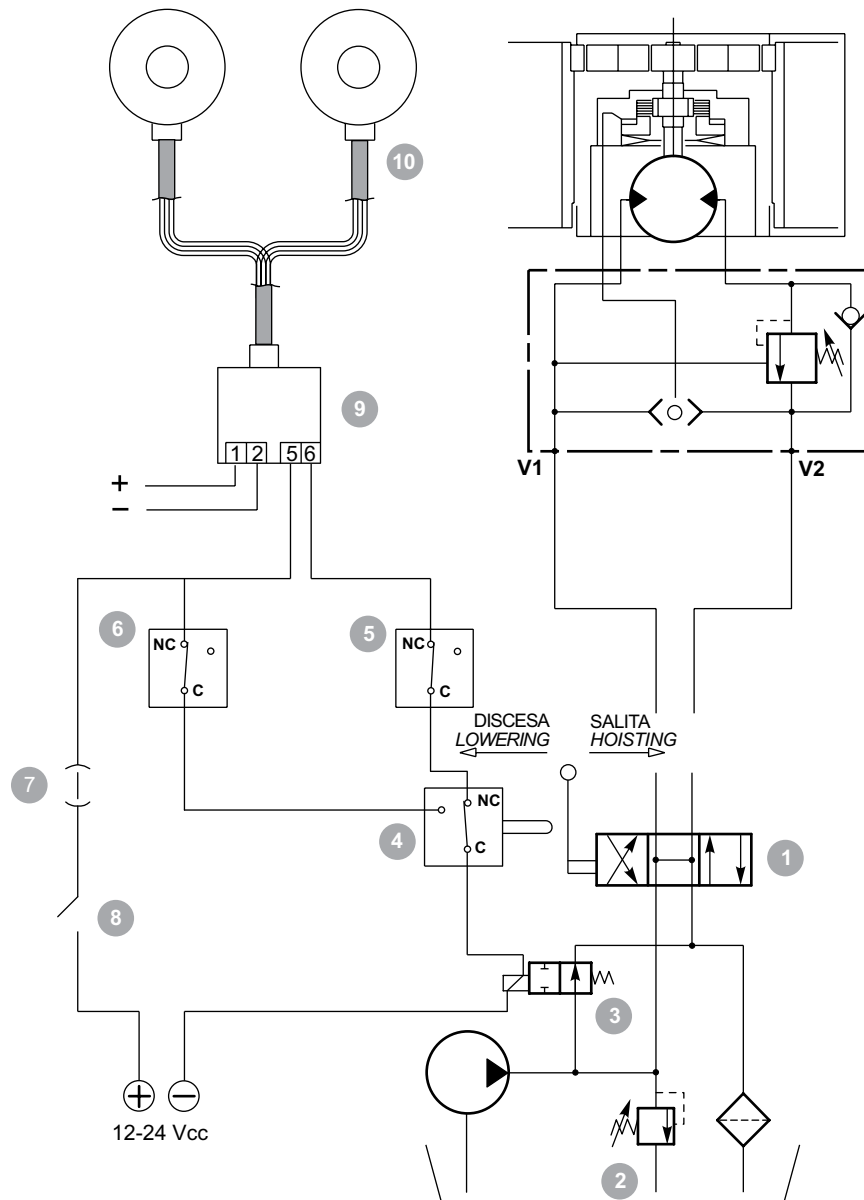 10
9
1 2 5 6
+
−
V1
V2
6
NC
C
5
NC
C
DISCESA
LOWERING
SALITA
HOISTING
7
4
NC
C
1
8
3
+ −
12-24 Vcc
2